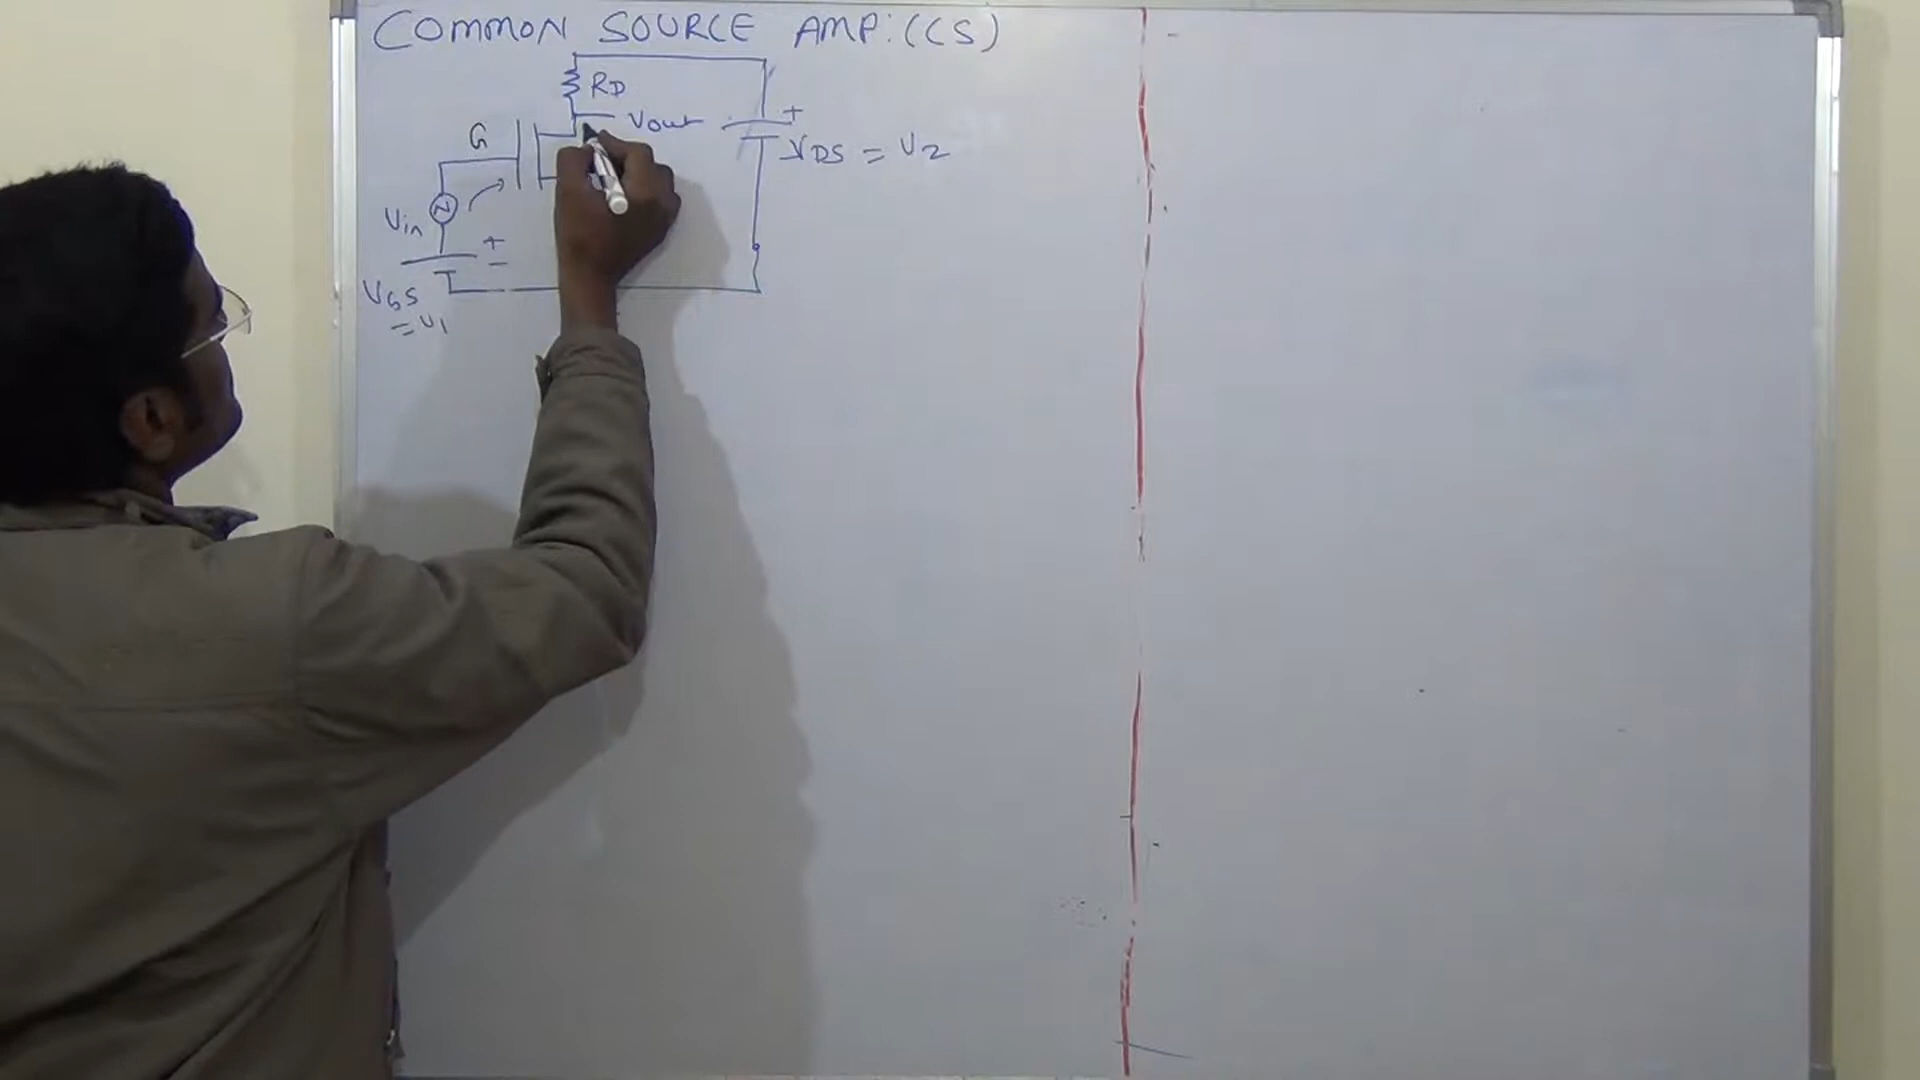 COMMON SOURCE AMP:(CS)
RD
Vout
+
VDS = V2
G
Vin
+
−
VGS
= V1